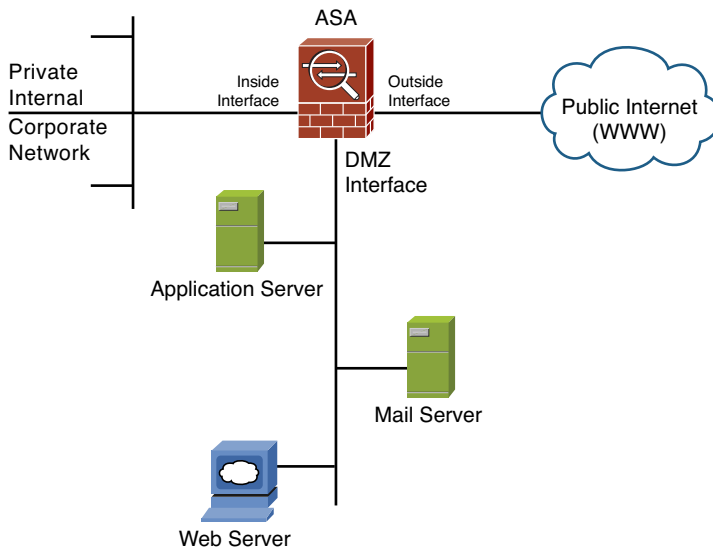 ASA
Private
Internal
Corporate
Network
Inside
Interface
Outside
Interface
Public Internet
(WWW)
DMZ
Interface
Application Server
Mail Server
Web Server